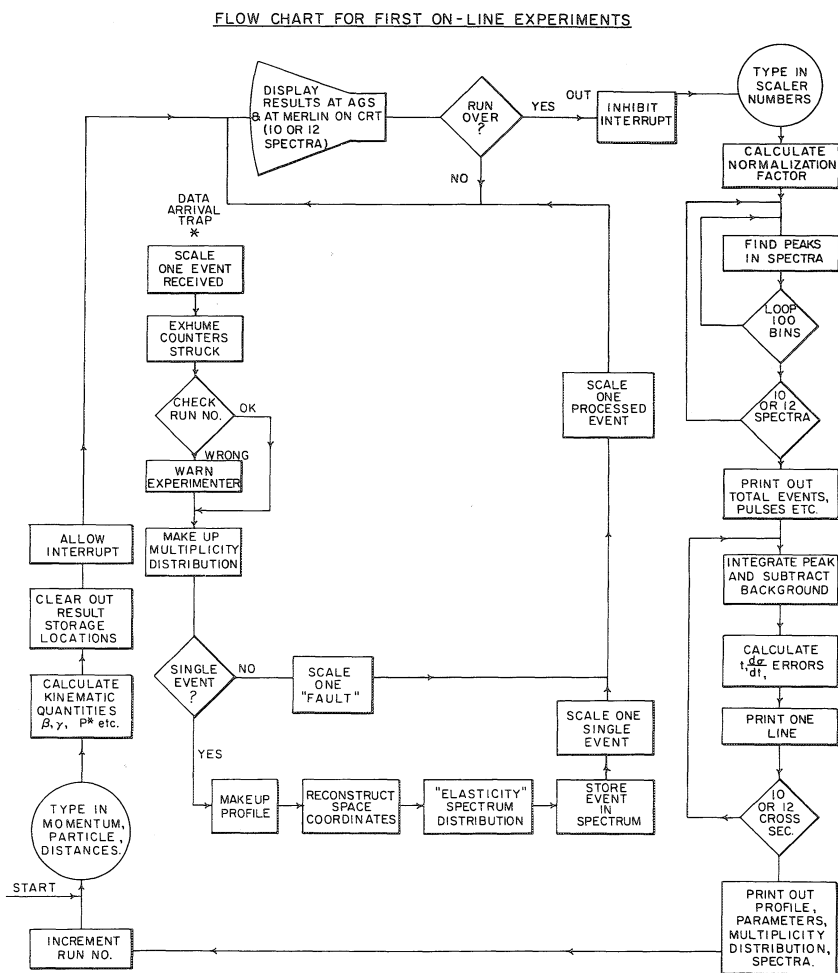 FLOW CHART FOR FIRST ON-LINE EXPERIMENTS
DISPLAY
RESULTS AT AGS
& AT MERLIN ON CRT
(10 OR 12
SPECTRA)
RUN
OVER
?
YES
OUT
NO
INHIBIT
INTERRUPT
TYPE IN
SCALER
NUMBERS
CALCULATE
NORMALIZATION
FACTOR
FIND PEAKS
IN SPECTRA
LOOP
100
BINS
10
OR 12
SPECTRA
PRINT OUT
TOTAL EVENTS,
PULSES ETC.
INTEGRATE PEAK
AND SUBTRACT
BACKGROUND
CALCULATE
t, dσ/dt, ERRORS
PRINT ONE
LINE
10
OR 12
CROSS
SEC.
PRINT OUT
PROFILE,
PARAMETERS,
MULTIPLICITY
DISTRIBUTION,
SPECTRA.
DATA
ARRIVAL
TRAP
*
SCALE
ONE EVENT
RECEIVED
EXHUME
COUNTERS
STRUCK
CHECK
RUN NO.
OK
WRONG
WARN
EXPERIMENTER
MAKE UP
MULTIPLICITY
DISTRIBUTION
SINGLE
EVENT
?
NO
YES
SCALE
ONE
"FAULT"
MAKEUP
PROFILE
RECONSTRUCT
SPACE
COORDINATES
"ELASTICITY"
SPECTRUM
DISTRIBUTION
STORE
EVENT
IN
SPECTRUM
SCALE ONE
SINGLE
EVENT
SCALE
ONE
PROCESSED
EVENT
ALLOW
INTERRUPT
CLEAR OUT
RESULT
STORAGE
LOCATIONS
CALCULATE
KINEMATIC
QUANTITIES
β, γ, P* etc.
TYPE IN
MOMENTUM,
PARTICLE,
DISTANCES.
START
INCREMENT
RUN NO.